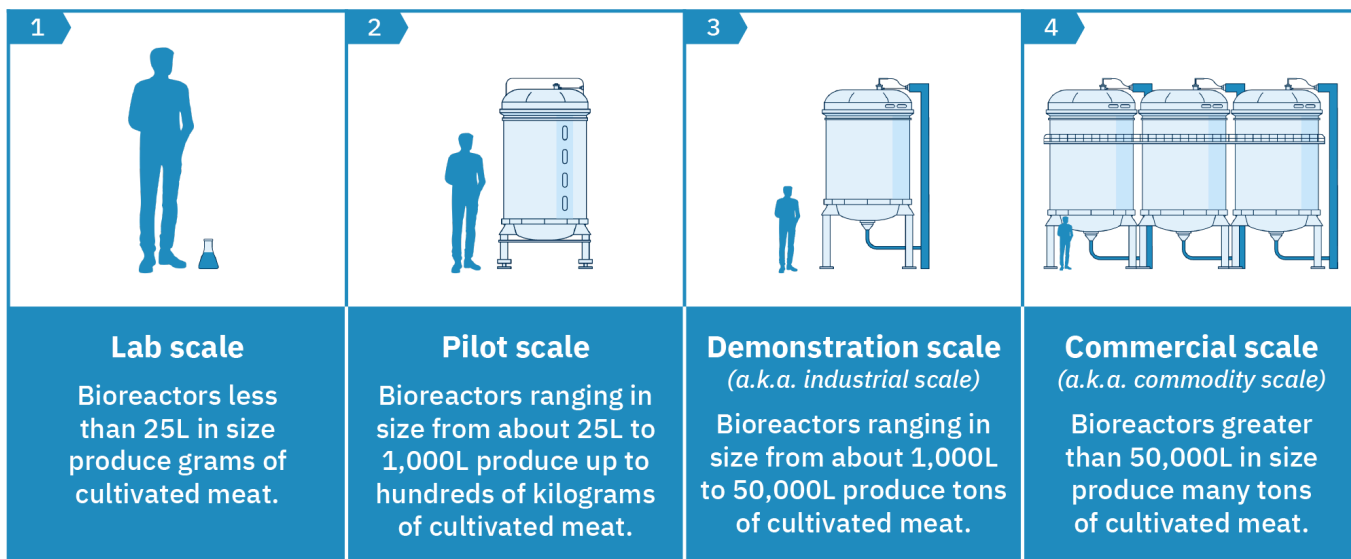 1
Lab scale
Bioreactors less
than 25L in size
produce grams of
cultivated meat.
2
Pilot scale
Bioreactors ranging in
size from about 25L to
1,000L produce up to
hundreds of kilograms
of cultivated meat.
3
Demonstration scale
(a.k.a. industrial scale)
Bioreactors ranging in
size from about 1,000L
to 50,000L produce tons
of cultivated meat.
4
Commercial scale
(a.k.a. commodity scale)
Bioreactors greater
than 50,000L in size
produce many tons
of cultivated meat.